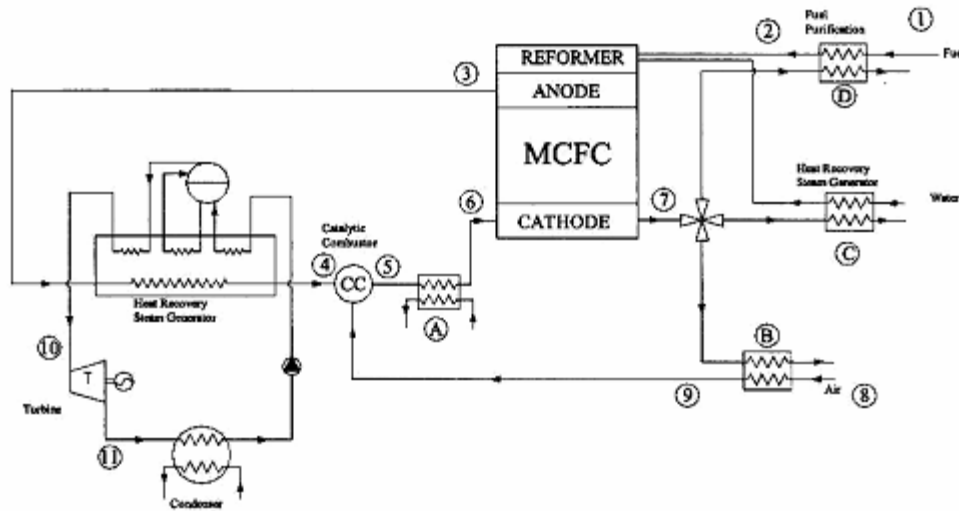 Fuel
Purification
1
2
REFORMER
Fue
3
ANODE
D
MCFC
Heat Recovery
Steam Generator
6
7
Water
Catalytic
Combustor
CATHODE
4
5
CC
C
Heat Recovery
Steam Generator
A
B
10
T
9
Air
8
Turbine
11
Condenser